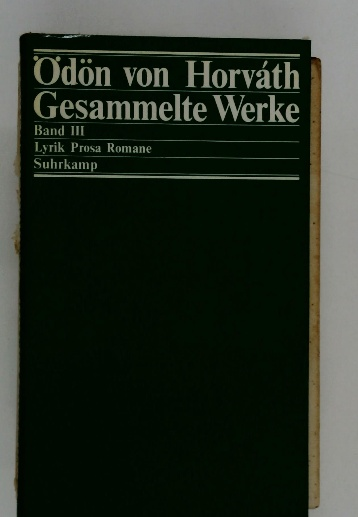 Ödön von Horváth
Gesammelte Werke
Band III
Lyrik Prosa Romane
Suhrkamp